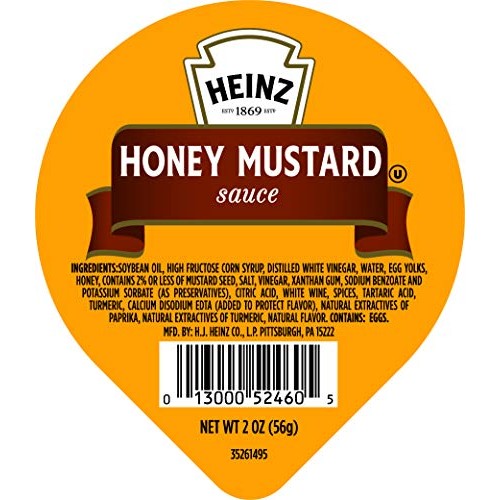 HEINZ
ESTD 1869 ESTD
HONEY MUSTARD
U
sauce
INGREDIENTS:SOYBEAN OIL, HIGH FRUCTOSE CORN SYRUP, DISTILLED WHITE VINEGAR, WATER, EGG YOLKS,
HONEY, CONTAINS 2% OR LESS OF MUSTARD SEED, SALT, VINEGAR, XANTHAN GUM, SODIUM BENZOATE AND
POTASSIUM SORBATE (AS PRESERVATIVES), CITRIC ACID, WHITE WINE, SPICES, TARTARIC ACID,
TURMERIC, CALCIUM DISODIUM EDTA (ADDED TO PROTECT FLAVOR), NATURAL EXTRACTIVES OF
PAPRIKA, NATURAL EXTRACTIVES OF TURMERIC, NATURAL FLAVOR. CONTAINS: EGGS.
MFD. BY: H.J. HEINZ CO., L.P. PITTSBURGH, PA 15222
0 13000 52460 5
NET WT 2 OZ (56g)
35261495